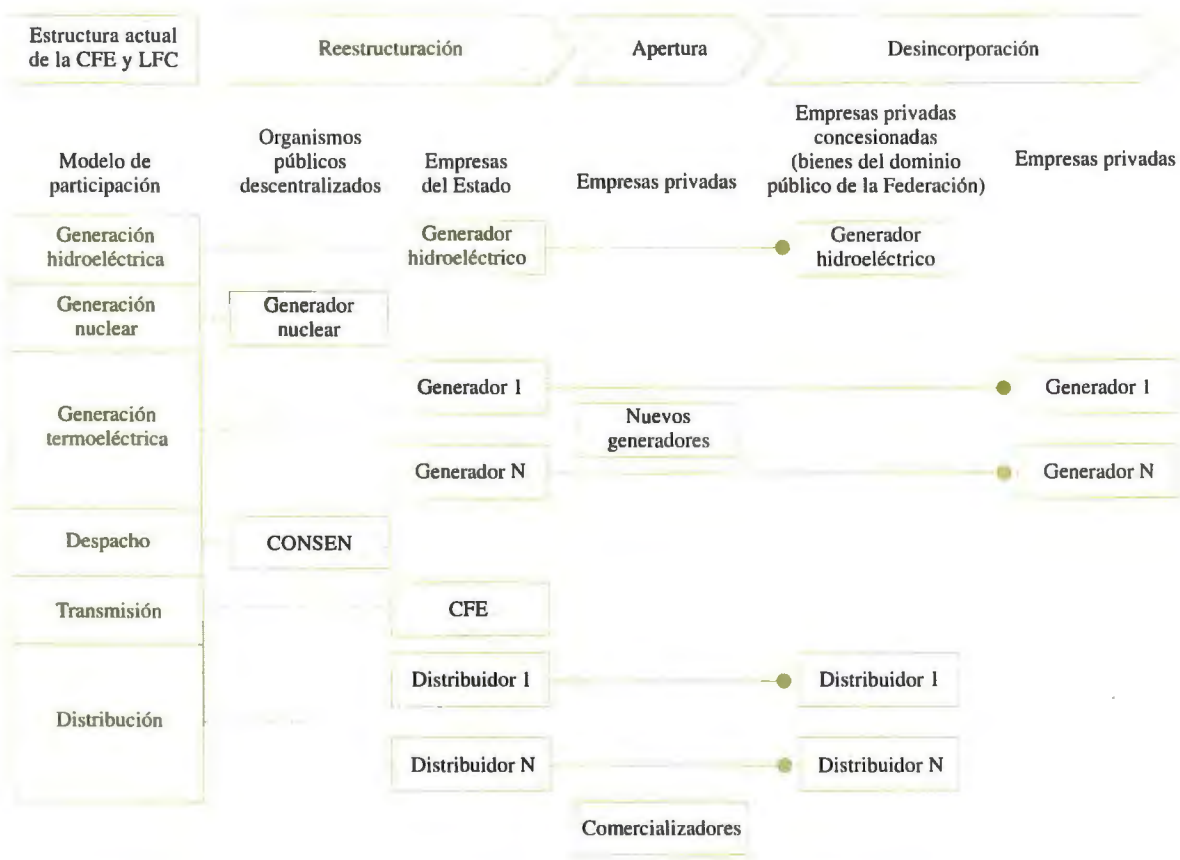 Estructura actual
de la CFE y LFC
Reestructuración
Apertura
Desincorporación
Modelo de
participación
Organismos
públicos
descentralizados
Empresas
del Estado
Empresas privadas
Empresas privadas
concesionadas
(bienes del dominio
público de la Federación)
Empresas privadas
Generación
hidroeléctrica
Generador
hidroeléctrico
Generador
hidroeléctrico
Generación
nuclear
Generador
nuclear
Generación
termoeléctrica
Generador 1
Generador 1
Nuevos
generadores
Generador N
Generador N
Despacho
CONSEN
Transmisión
CFE
Distribución
Distribuidor 1
Distribuidor 1
Distribuidor N
Distribuidor N
Comercializadores